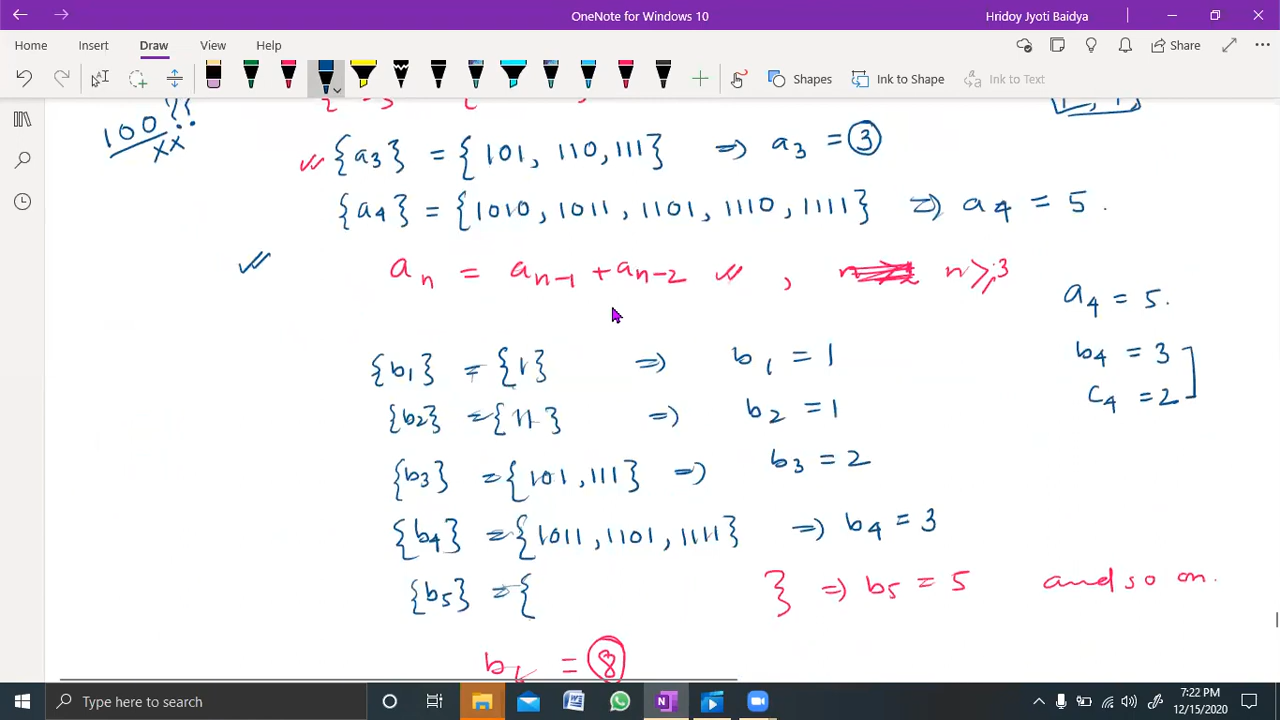 OneNote for Windows 10
Hridoy Jyoti Baidya
Home Insert Draw View Help
Share
Shapes Ink to Shape Ink to Text
100 !!
xx
{a3} = {101, 110, 111} => a3 = 3
{a4} = {1010, 1011, 1101, 1110, 1111} => a4 = 5.
an = an-1 + an-2 , n ⩾ 3
a4 = 5.
b4 = 3
c4 = 2
{b1} = {1} => b1 = 1
{b2} = {11} => b2 = 1
{b3} = {101, 111} => b3 = 2
{b4} = {1011, 1101, 1111} => b4 = 3
{b5} = { } => b5 = 5 and so on.
b6 = 8
Type here to search
7:22 PM
12/15/2020